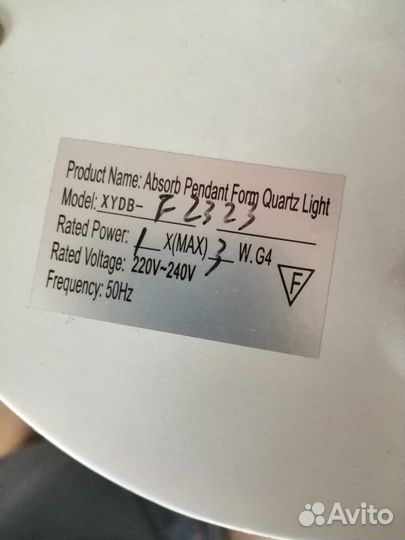 Product Name: Absorb Pendant Form Quartz Light
Model: XYDB- F2323
Rated Power: 1 X(MAX) 3 W.G4
Rated Voltage: 220V~240V
Frequency: 50Hz
F
Avito